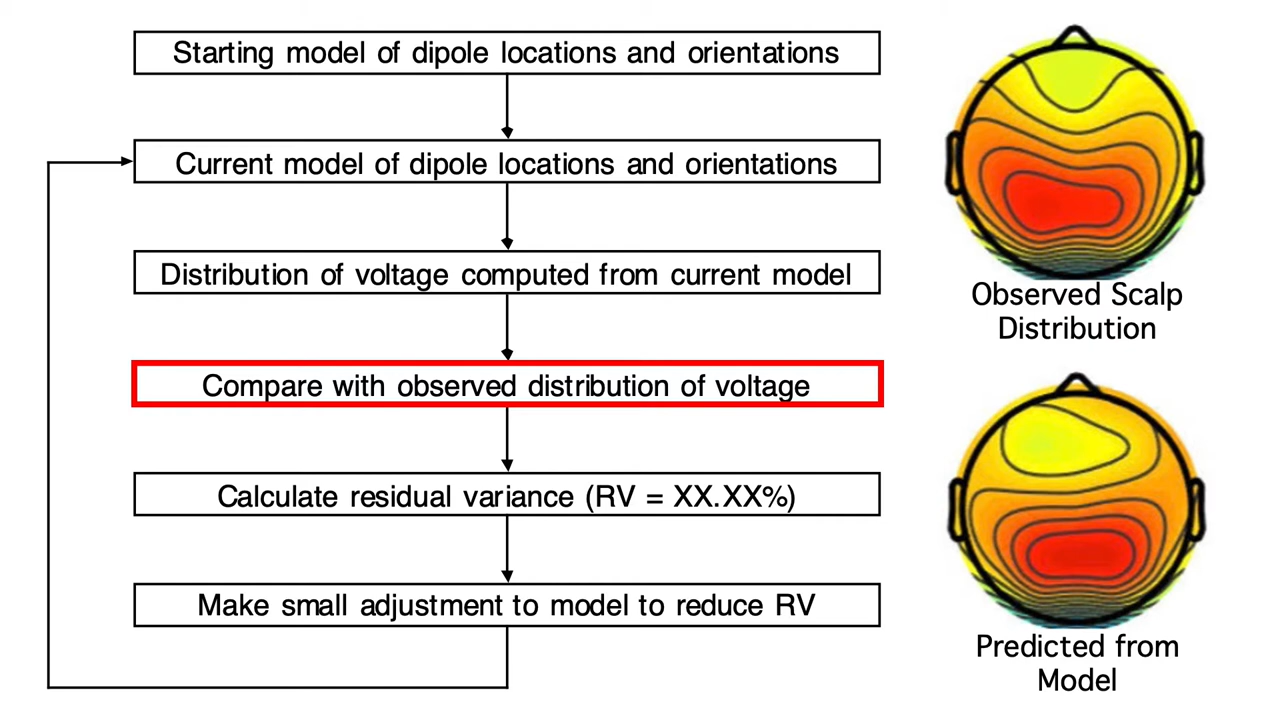 Starting model of dipole locations and orientations
Current model of dipole locations and orientations
Distribution of voltage computed from current model
Compare with observed distribution of voltage
Calculate residual variance (RV = XX.XX%)
Make small adjustment to model to reduce RV
Observed Scalp
Distribution
Predicted from
Model